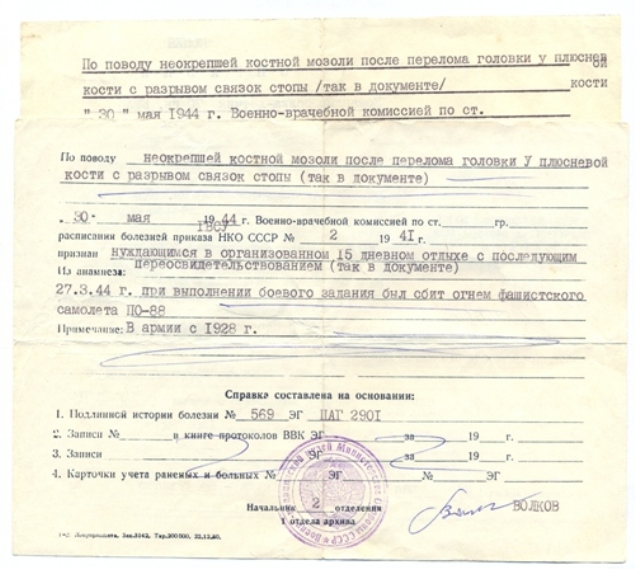 По поводу неокрепшей костной мозоли после перелома головки у плюснев
ой
кости с разрывом связок стопы /так в документе/ кости
" 30 " мая 1944 г. Военно-врачебной комиссией по ст.
По поводу неокрепшей костной мозоли после перелома головки У плюсневой
кости с разрывом связок стопы (так в документе)
30 мая 1944 г. Военно-врачебной комиссией по ст. гр.
ГВСУ
расписания болезней приказа НКО СССР № 2 1941 г.
признан нуждающимся в организованном 15 дневном отдыхе с последующим
переосвидетельствованием (так в документе)
Из анамнеза:
27.3.44 г. при выполнении боевого задания был сбит огнем фашистского
самолета ПО-88
Примечание: В армии с 1928 г.
Справка составлена на основании:
1. Подлинной истории болезни № 569 ЭГ ПАГ 2901
2. Записи № в книге протоколов ВВК ЭГ за 19 г.
3. Записи ЭГ за 19 г.
4. Карточки учета раненых и больных № ЭГ № ЭГ
Начальник 2 отделения
1 отдела архива
ВОЛКОВ